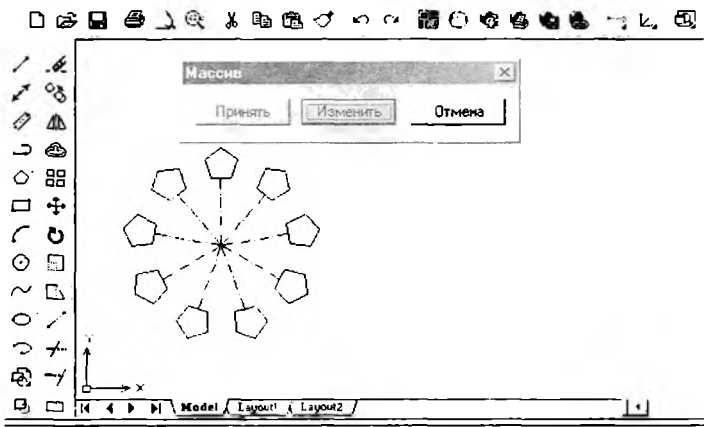 Массив
Принять Изменить Отмена
Y
X
Model Layout1 Layout2